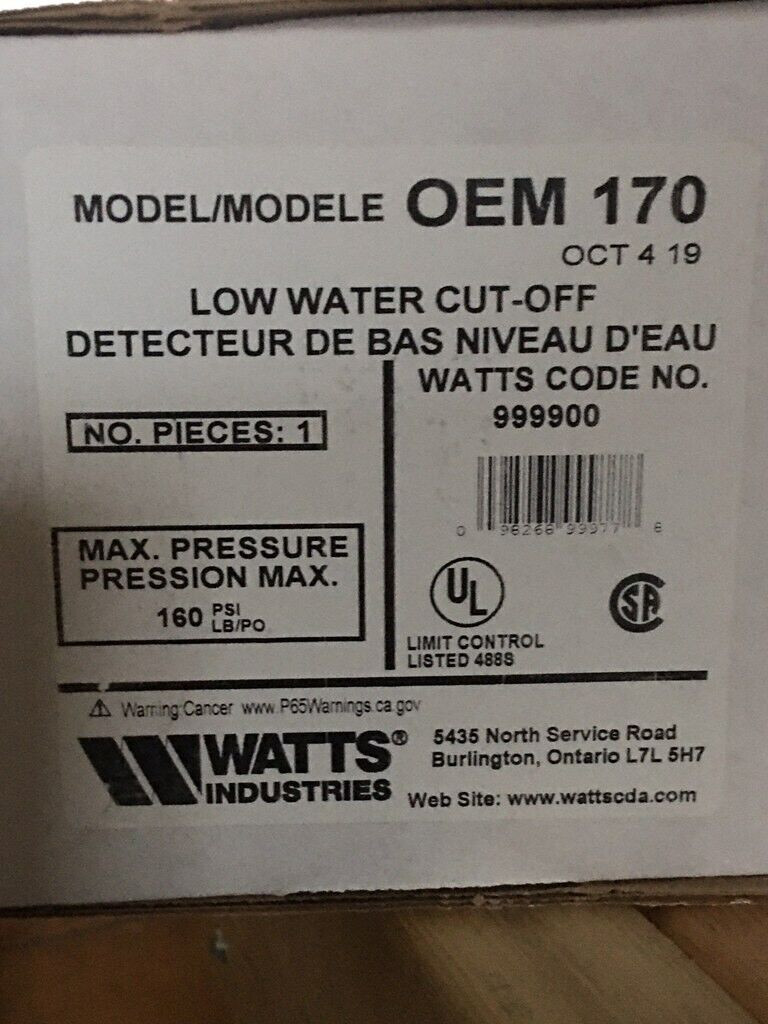 MODEL/MODELE OEM 170
OCT 4 19
LOW WATER CUT-OFF
DETECTEUR DE BAS NIVEAU D'EAU
WATTS CODE NO.
999900
NO. PIECES: 1
0 96266 99977 8
MAX. PRESSURE
PRESSION MAX.
160 PSI
LB/PO
UL
SA
LIMIT CONTROL
LISTED 488S
Warning:Cancer www.P65Warnings.ca.gov
WATTS®
INDUSTRIES
5435 North Service Road
Burlington, Ontario L7L 5H7
Web Site: www.wattscda.com